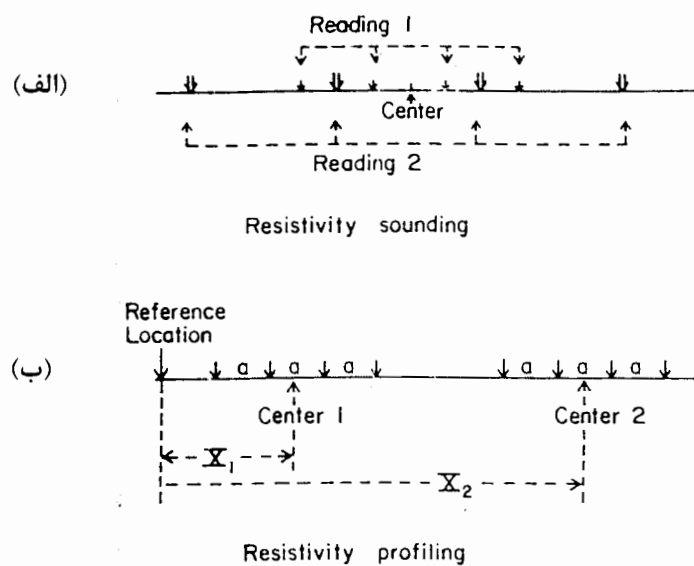 Reading 1
(الف)
Center
Reading 2
Resistivity sounding
Reference
Location
(ب)
a a a a a a
Center 1 Center 2
X₁
X₂
Resistivity profiling